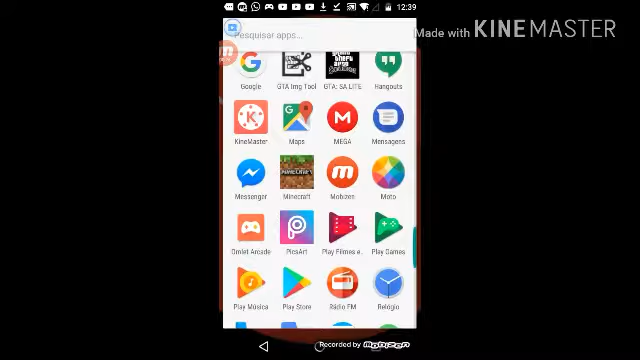 12:39
Pesquisar apps...
Made with KINEMASTER
Google
GTA Img Tool
GTA: SA LITE
Hangouts
KineMaster
Maps
MEGA
Mensagens
Messenger
Minecraft
Mobizen
Moto
Omlet Arcade
PicsArt
Play Filmes e..
Play Games
Play Música
Play Store
Rádio FM
Relógio
Recorded by mobizen